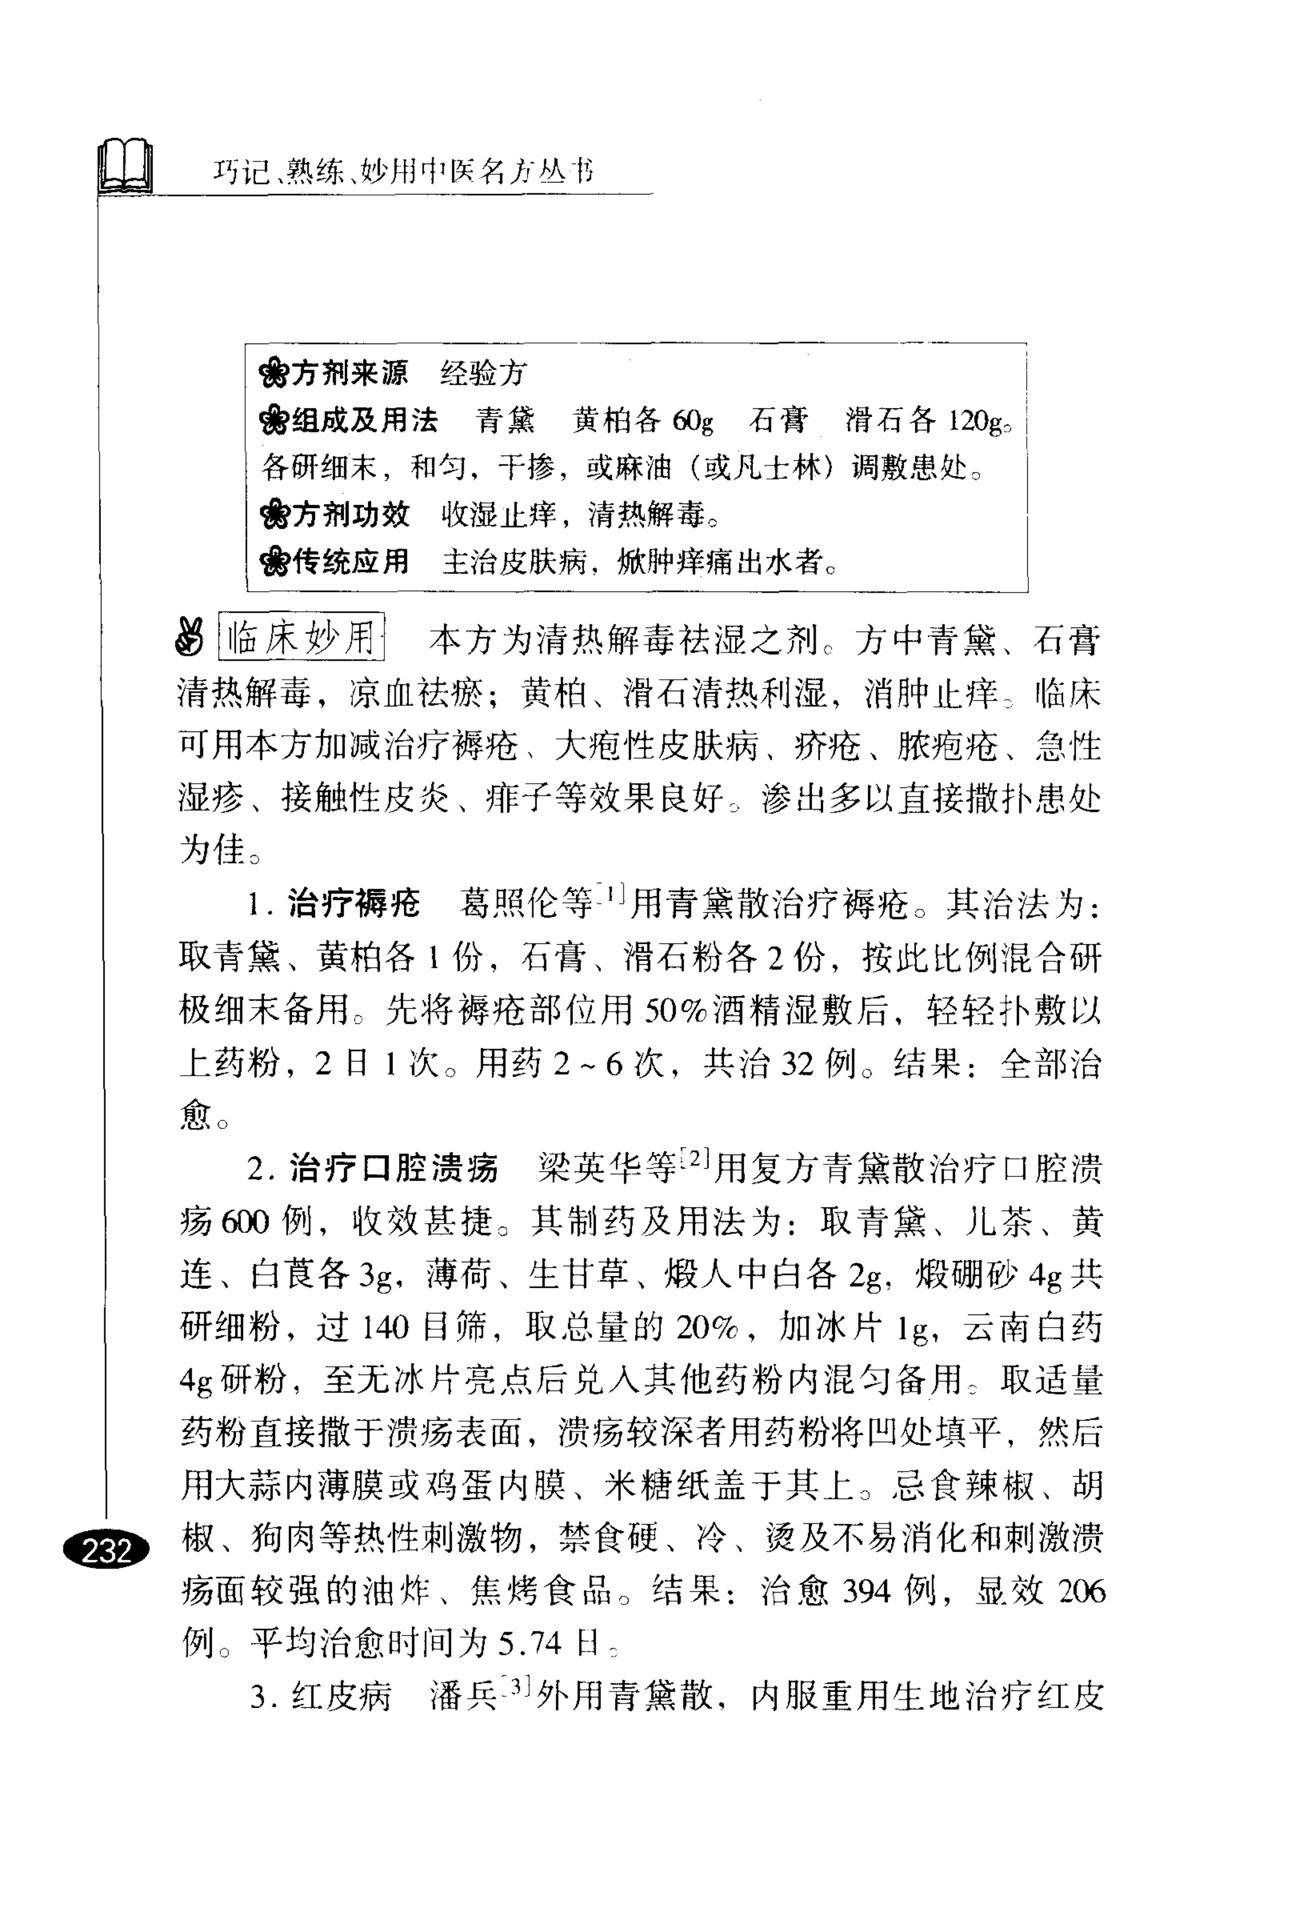 巧记、熟练、妙用中医名方丛书
方剂来源 经验方
组成及用法 青黛 黄柏各 60g 石膏 滑石各 120g。
各研细末，和匀，干掺，或麻油（或凡士林）调敷患处。
方剂功效 收湿止痒，清热解毒。
传统应用 主治皮肤病，焮肿痒痛出水者。
临床妙用 本方为清热解毒祛湿之剂。方中青黛、石膏
清热解毒，凉血祛瘀；黄柏、滑石清热利湿，消肿止痒。临床
可用本方加减治疗褥疮、大疱性皮肤病、疥疮、脓疱疮、急性
湿疹、接触性皮炎、痱子等效果良好。渗出多以直接撒扑患处
为佳。
1. 治疗褥疮 葛照伦等[1]用青黛散治疗褥疮。其治法为：
取青黛、黄柏各 1 份，石膏、滑石粉各 2 份，按此比例混合研
极细末备用。先将褥疮部位用 50%酒精湿敷后，轻轻扑敷以
上药粉，2 日 1 次。用药 2～6 次，共治 32 例。结果：全部治
愈。
2. 治疗口腔溃疡 梁英华等[2]用复方青黛散治疗口腔溃
疡 600 例，收效甚捷。其制药及用法为：取青黛、儿茶、黄
连、白莨各 3g，薄荷、生甘草、煅人中白各 2g，煅硼砂 4g 共
研细粉，过 140 目筛，取总量的 20%，加冰片 1g，云南白药
4g 研粉，至无冰片亮点后兑入其他药粉内混匀备用。取适量
药粉直接撒于溃疡表面，溃疡较深者用药粉将凹处填平，然后
用大蒜内薄膜或鸡蛋内膜、米糖纸盖于其上。忌食辣椒、胡
椒、狗肉等热性刺激物，禁食硬、冷、烫及不易消化和刺激溃
疡面较强的油炸、焦烤食品。结果：治愈 394 例，显效 206
例。平均治愈时间为 5.74 日。
3. 红皮病 潘兵[3]外用青黛散，内服重用生地治疗红皮
232